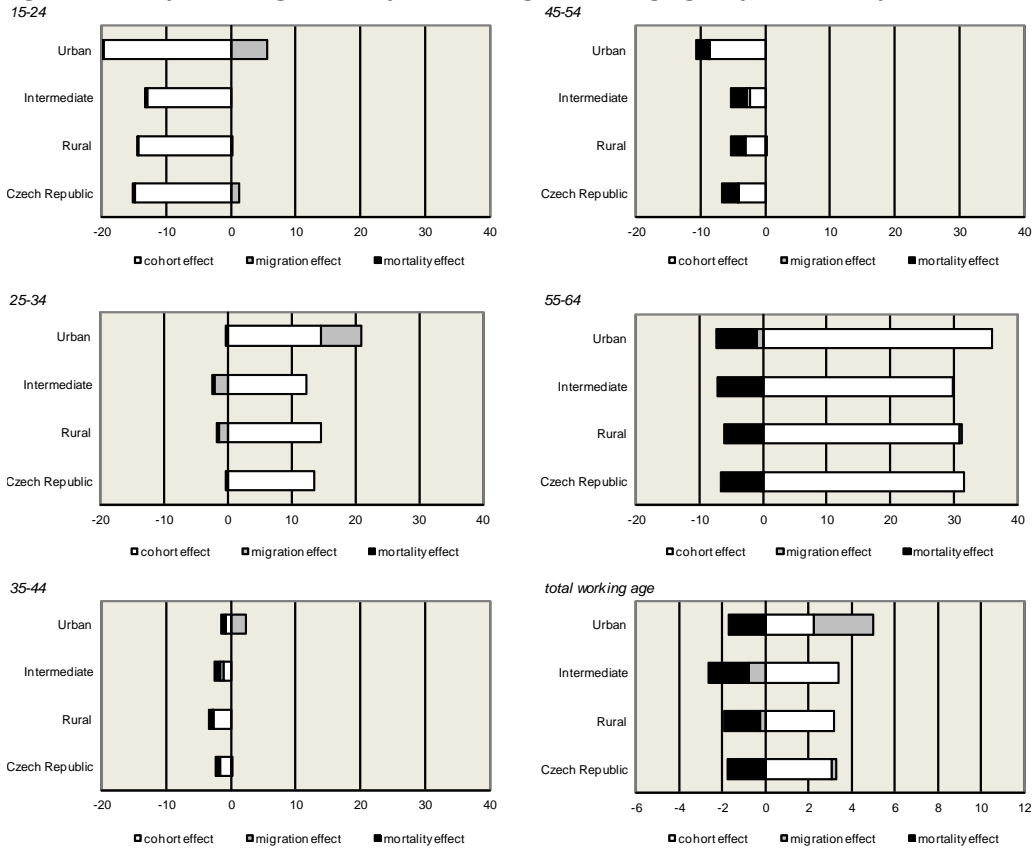 15-24
Urban
Intermediate
Rural
Czech Republic
-20 -10 0 10 20 30 40
cohort effect migration effect mortality effect
45-54
Urban
Intermediate
Rural
Czech Republic
-20 -10 0 10 20 30 40
cohort effect migration effect mortality effect
25-34
Urban
Intermediate
Rural
Czech Republic
-20 -10 0 10 20 30 40
cohort effect migration effect mortality effect
55-64
Urban
Intermediate
Rural
Czech Republic
-20 -10 0 10 20 30 40
cohort effect migration effect mortality effect
35-44
Urban
Intermediate
Rural
Czech Republic
-20 -10 0 10 20 30 40
cohort effect migration effect mortality effect
total working age
Urban
Intermediate
Rural
Czech Republic
-6 -4 -2 0 2 4 6 8 10 12
cohort effect migration effect mortality effect